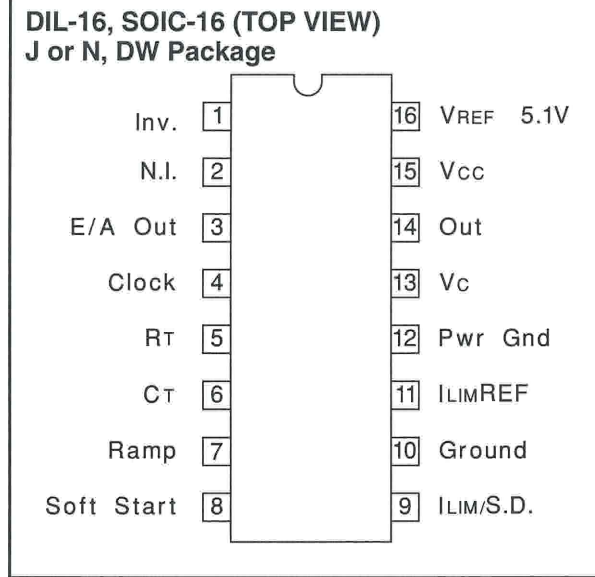 DIL-16, SOIC-16 (TOP VIEW)
J or N, DW Package
Inv. 1 16 VREF 5.1V
N.I. 2 15 VCC
E/A Out 3 14 Out
Clock 4 13 VC
RT 5 12 Pwr Gnd
CT 6 11 ILIMREF
Ramp 7 10 Ground
Soft Start 8 9 ILIM/S.D.